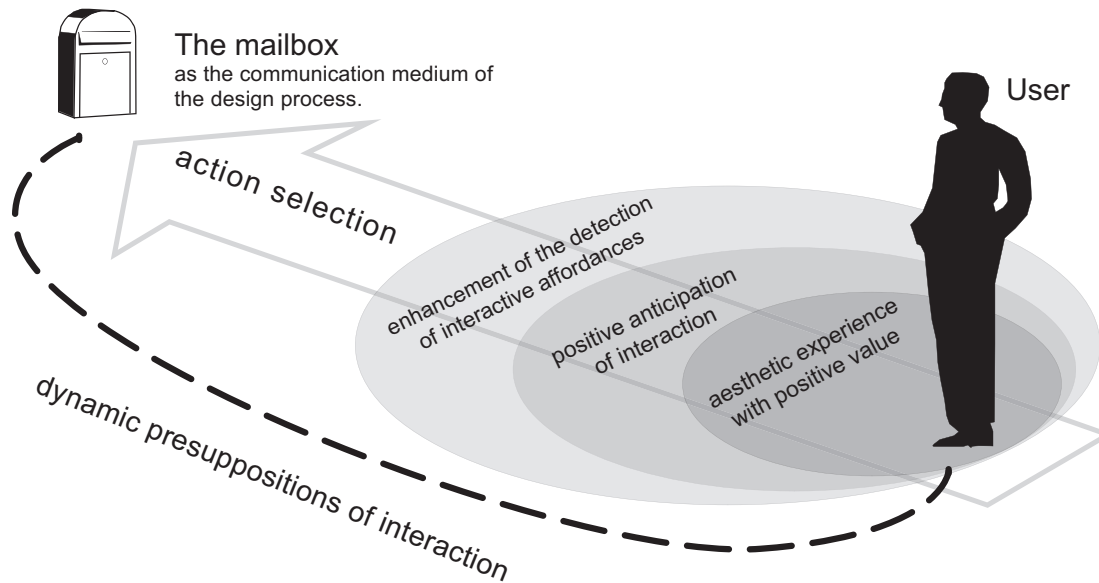 The mailbox
as the communication medium of
the design process.
User
action selection
enhancement of the detection
of interactive affordances
positive anticipation
of interaction
aesthetic experience
with positive value
dynamic presuppositions of interaction